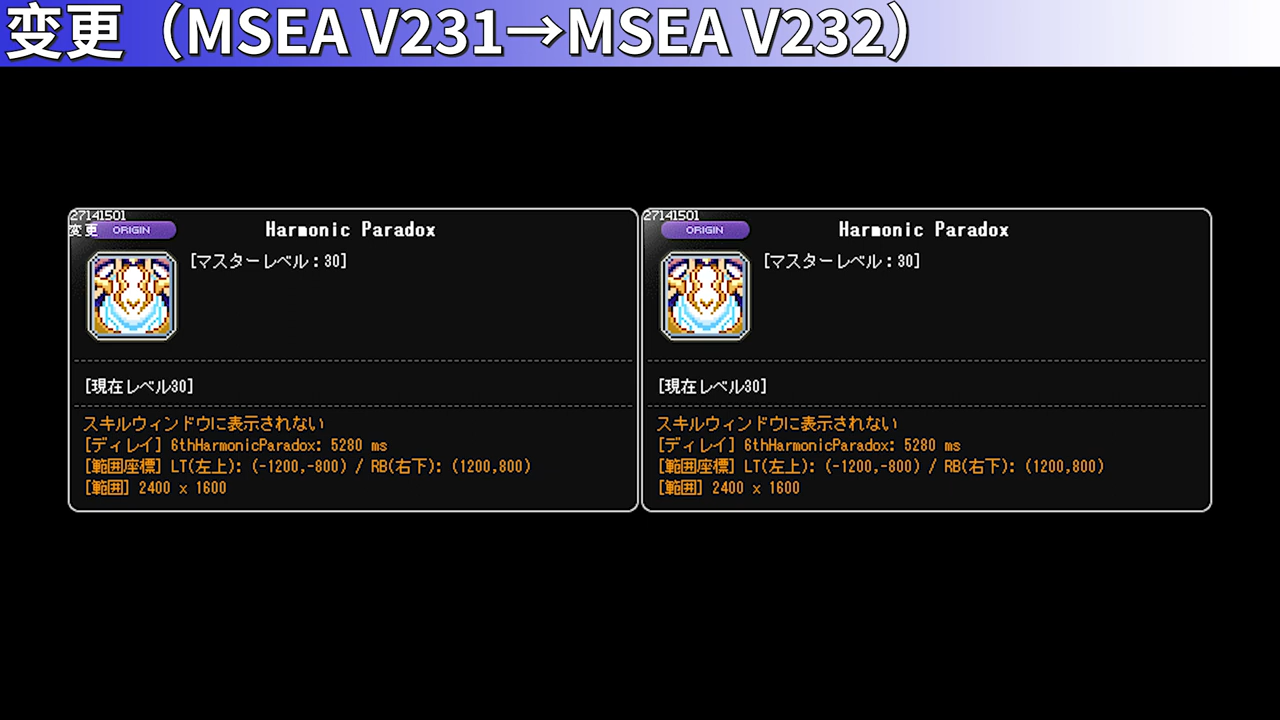 変更（MSEA V231→MSEA V232）
27141501
変更 ORIGIN
Harmonic Paradox
[マスターレベル：30]
[現在レベル30]
スキルウィンドウに表示されない
[ディレイ] 6thHarmonicParadox: 5280 ms
[範囲座標] LT(左上): (-1200,-800) / RB(右下): (1200,800)
[範囲] 2400 x 1600
27141501
ORIGIN
Harmonic Paradox
[マスターレベル：30]
[現在レベル30]
スキルウィンドウに表示されない
[ディレイ] 6thHarmonicParadox: 5280 ms
[範囲座標] LT(左上): (-1200,-800) / RB(右下): (1200,800)
[範囲] 2400 x 1600